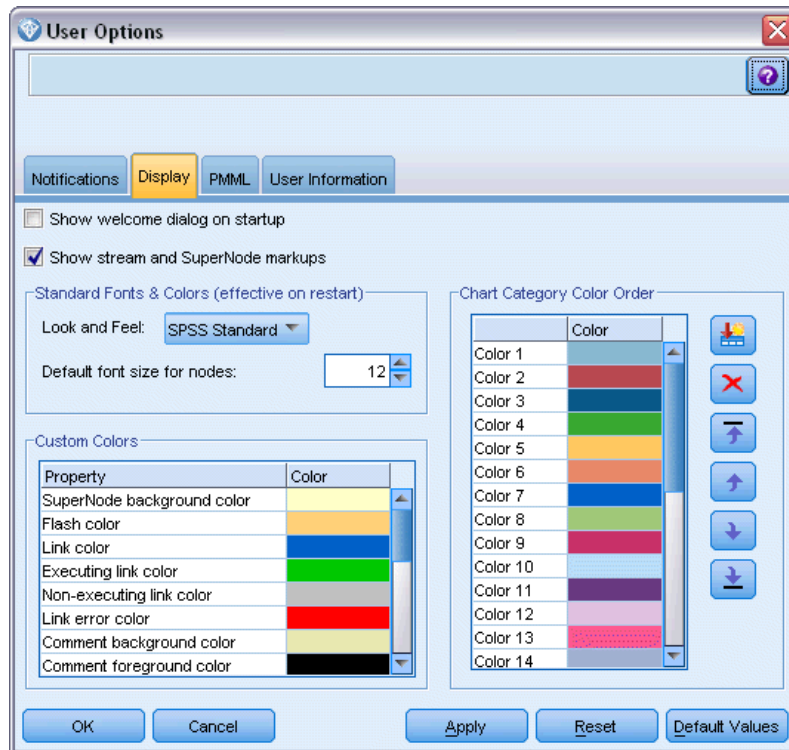 User Options
Notifications Display PMML User Information
Show welcome dialog on startup
Show stream and SuperNode markups
Standard Fonts & Colors (effective on restart)
Look and Feel: SPSS Standard
Default font size for nodes: 12
Custom Colors
Property Color
SuperNode background color
Flash color
Link color
Executing link color
Non-executing link color
Link error color
Comment background color
Comment foreground color
Chart Category Color Order
Color
Color 1
Color 2
Color 3
Color 4
Color 5
Color 6
Color 7
Color 8
Color 9
Color 10
Color 11
Color 12
Color 13
Color 14
OK Cancel Apply Reset Default Values